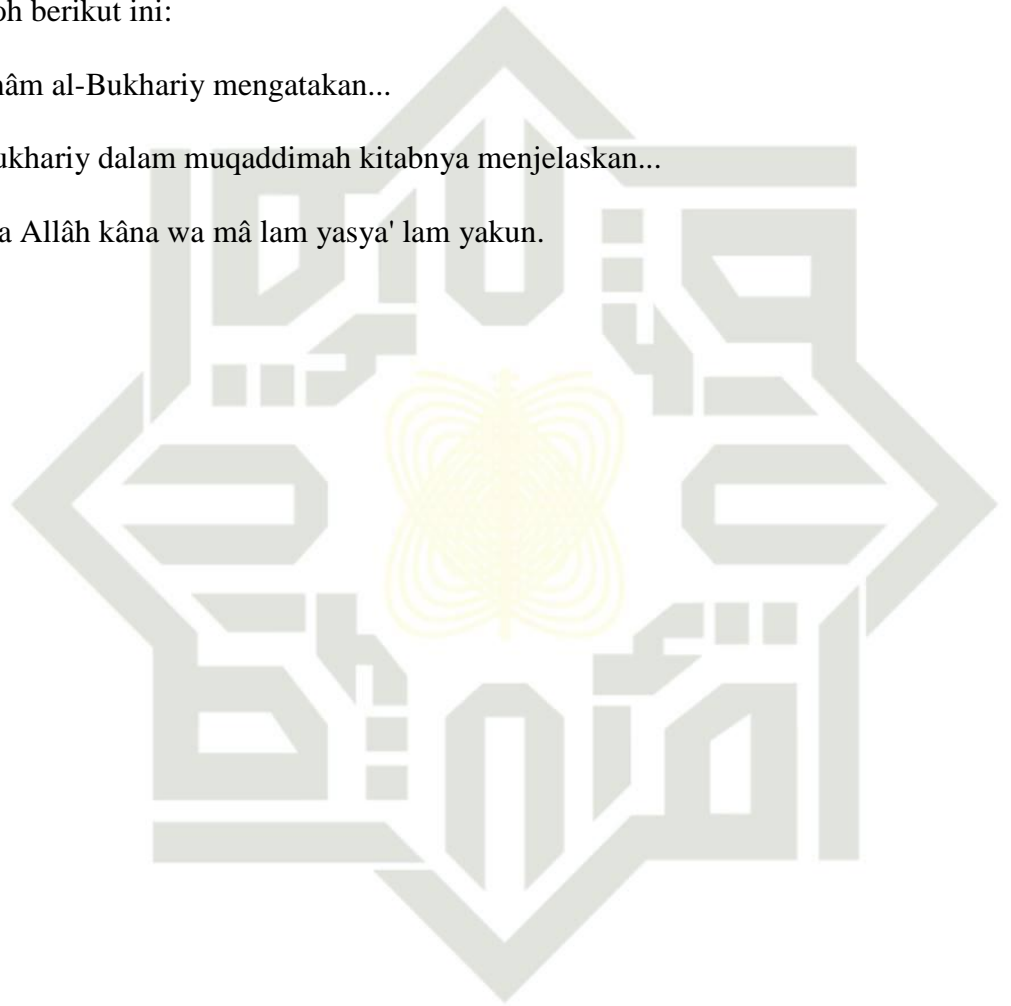 oh berikut ini:
nâm al-Bukhariy mengatakan...
ukhariy dalam muqaddimah kitabnya menjelaskan...
a Allâh kâna wa mâ lam yasya' lam yakun.